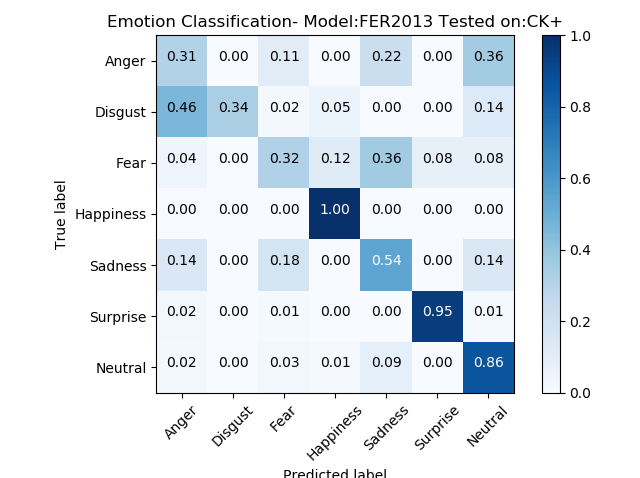 Emotion Classification- Model:FER2013 Tested on:CK+
Anger 0.31 0.00 0.11 0.00 0.22 0.00 0.36
Disgust 0.46 0.34 0.02 0.05 0.00 0.00 0.14
Fear 0.04 0.00 0.32 0.12 0.36 0.08 0.08
Happiness 0.00 0.00 0.00 1.00 0.00 0.00 0.00
Sadness 0.14 0.00 0.18 0.00 0.54 0.00 0.14
Surprise 0.02 0.00 0.01 0.00 0.00 0.95 0.01
Neutral 0.02 0.00 0.03 0.01 0.09 0.00 0.86
True label
Anger Disgust Fear Happiness Sadness Surprise Neutral
Predicted label
1.0
0.8
0.6
0.4
0.2
0.0